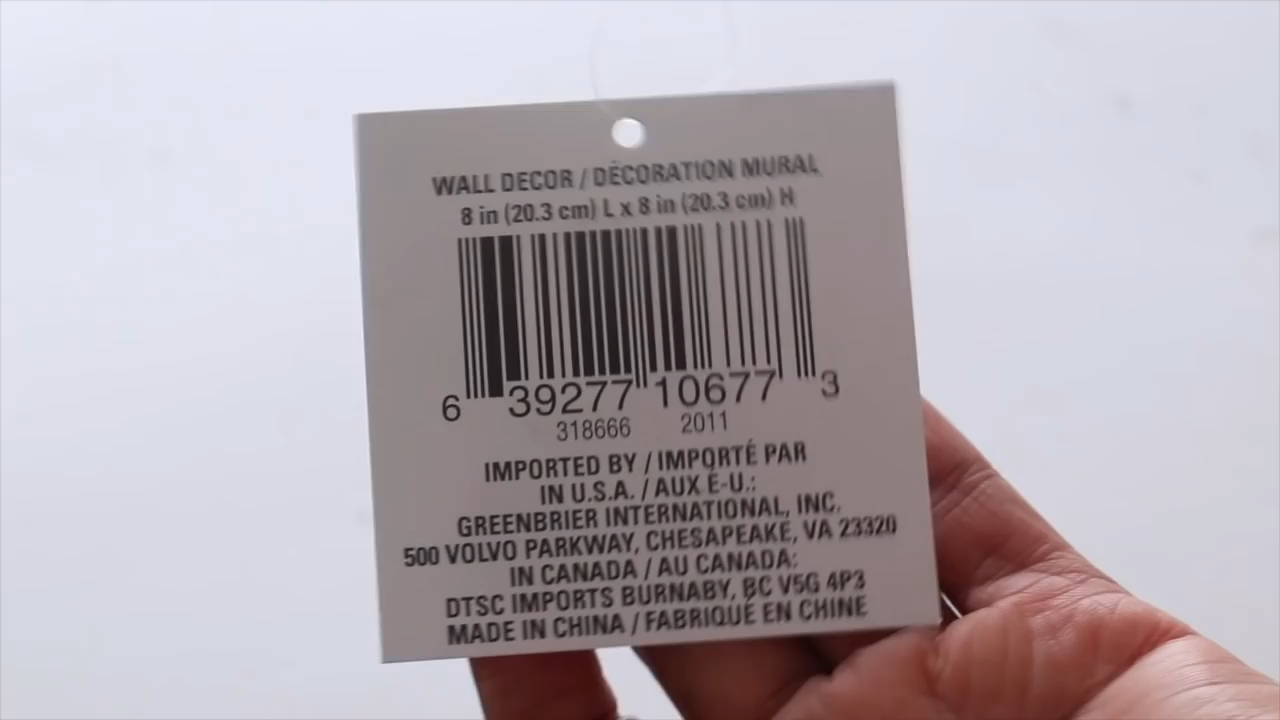 WALL DECOR / DÉCORATION MURAL
8 in (20.3 cm) L x 8 in (20.3 cm) H
6 39277 10677 3
318666 2011
IMPORTED BY / IMPORTÉ PAR
IN U.S.A. / AUX É-U.:
GREENBRIER INTERNATIONAL, INC.
500 VOLVO PARKWAY, CHESAPEAKE, VA 23320
IN CANADA / AU CANADA:
DTSC IMPORTS BURNABY, BC V5G 4P3
MADE IN CHINA / FABRIQUÉ EN CHINE